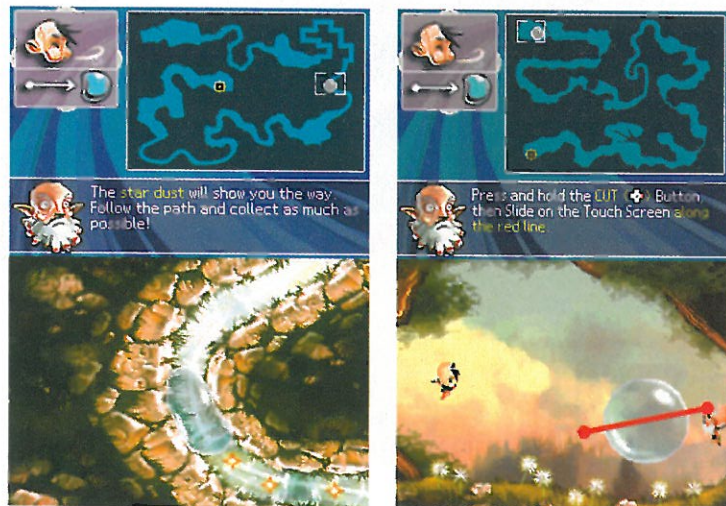 The star dust will show you the way
Follow the path and collect as much as
possible!
Press and hold the CUT (✚) Button,
then Slide on the Touch Screen along
the red line.